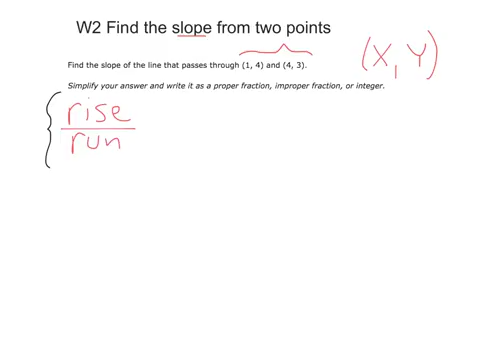 W2 Find the slope from two points
(X, Y)
Find the slope of the line that passes through (1, 4) and (4, 3).
Simplify your answer and write it as a proper fraction, improper fraction, or integer.
rise
run